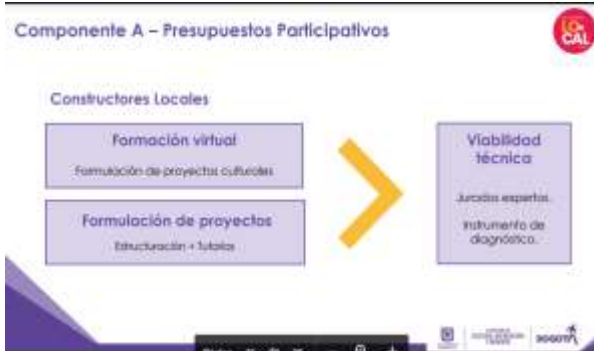 Componente A – Presupuestos Participativos
LO
CAL
Constructores Locales
Formación virtual
Formulación de proyectos culturales
Formulación de proyectos
Estructuración + Tutorías
Viabilidad
técnica
Jurados expertos.
Instrumento de
diagnóstico.
BOGOTÁ